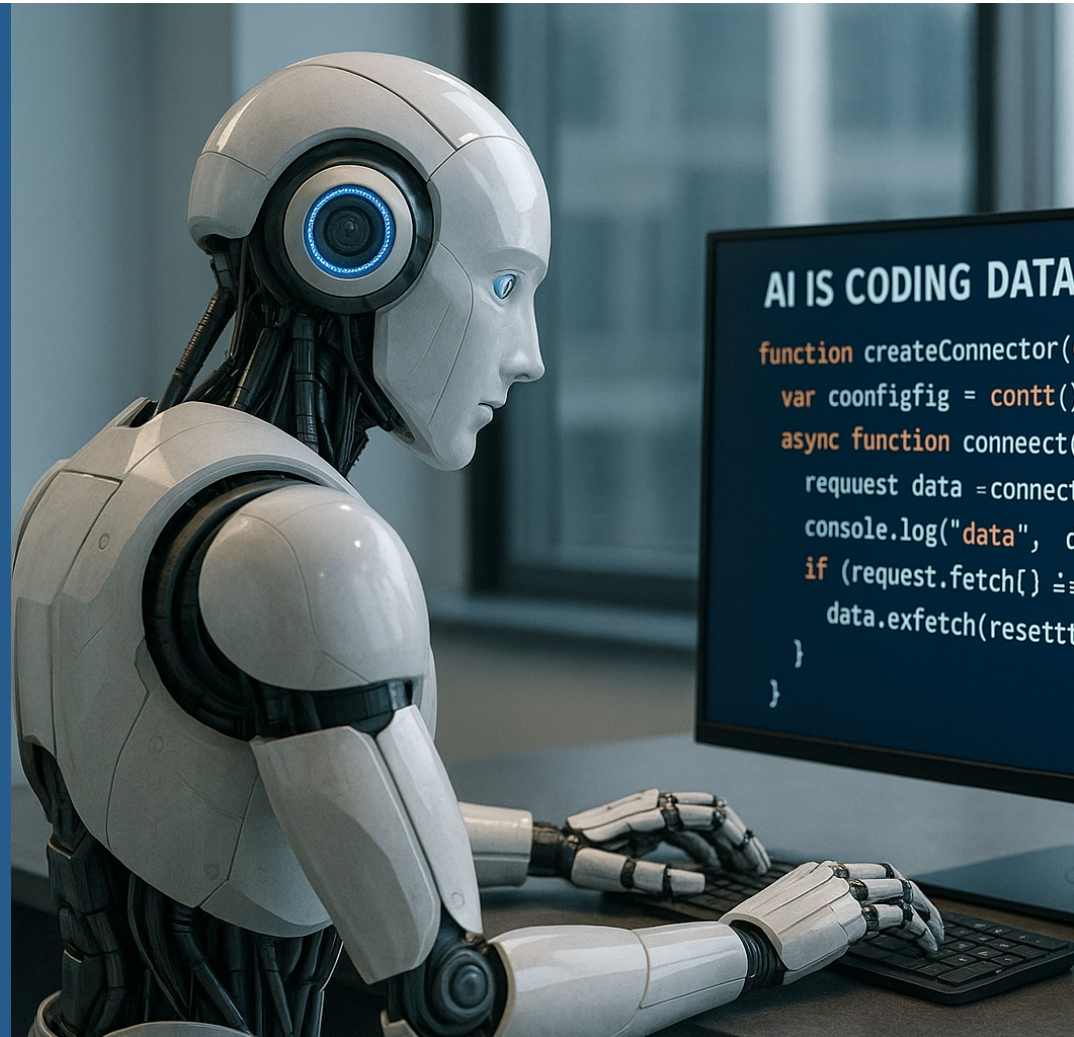 AI IS CODING DATA
function createConnector(
var coonfigfig = contt()
async function conneect(
requuest data =connect
console.log("data",
if (request.fetch[} ==
data.exfetch(resettt
}
}